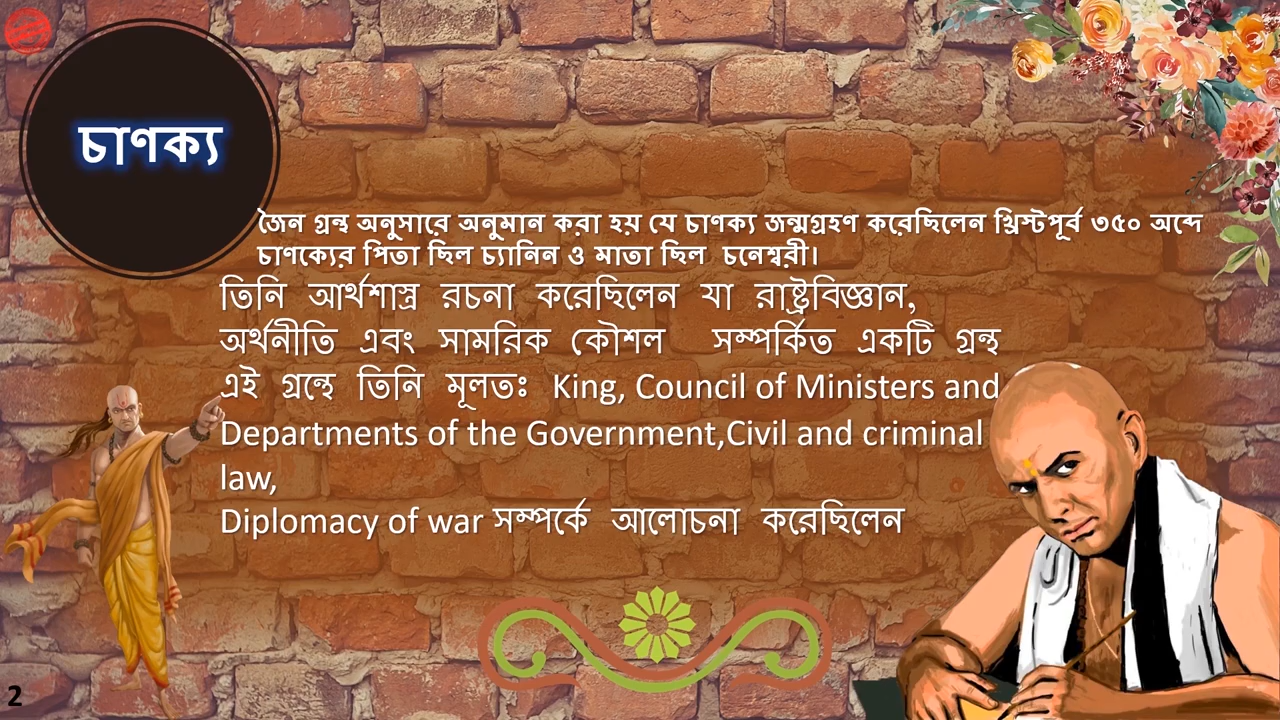 চাণক্য
জৈন গ্রন্থ অনুসারে অনুমান করা হয় যে চাণক্য জন্মগ্রহণ করেছিলেন খ্রিস্টপূর্ব ৩৫০ অব্দে
চাণক্যের পিতা ছিল চ্যানিন ও মাতা ছিল চনেশ্বরী।
তিনি আর্থশাস্ত্র রচনা করেছিলেন যা রাষ্ট্রবিজ্ঞান,
অর্থনীতি এবং সামরিক কৌশল সম্পর্কিত একটি গ্রন্থ
এই গ্রন্থে তিনি মূলতঃ King, Council of Ministers and
Departments of the Government,Civil and criminal
law,
Diplomacy of war সম্পর্কে আলোচনা করেছিলেন
2